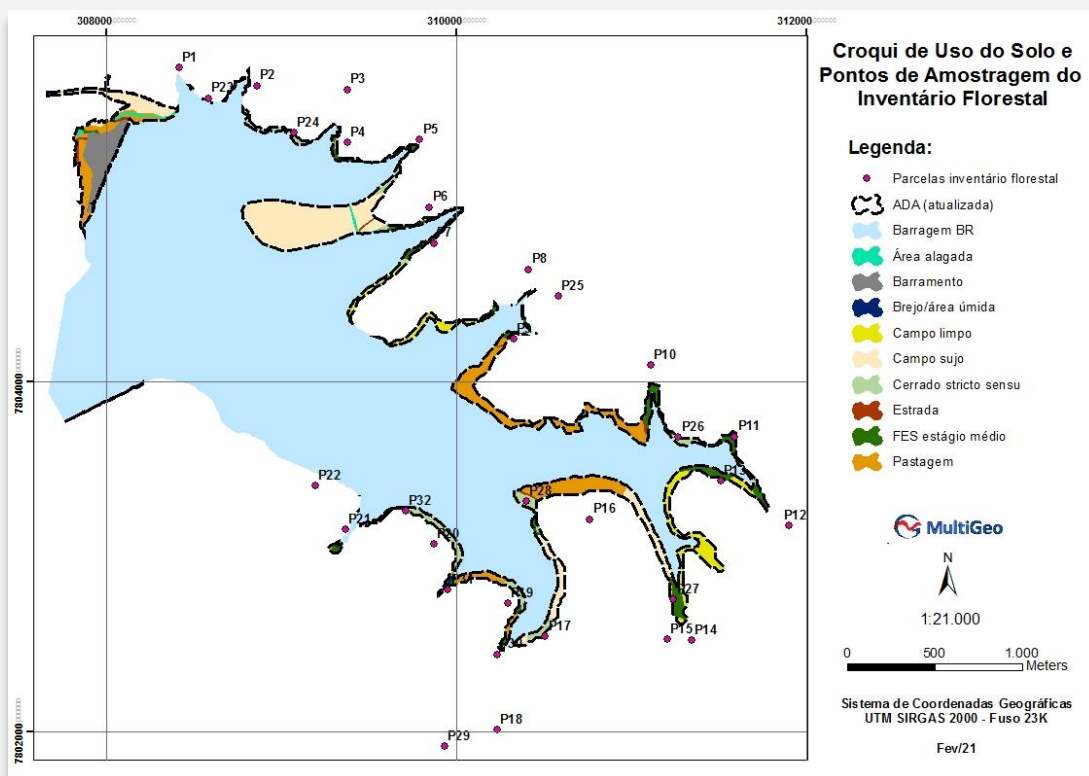 308000
310000
312000
7804000
7802000
P1
P23
P2
P3
P24
P4
P5
P6
P8
P25
P10
P26
P11
P13
P12
P22
P32
P21
P20
P28
P16
P17
P15
P14
P18
P29
Croqui de Uso do Solo e
Pontos de Amostragem do
Inventário Florestal
Legenda:
Parcelas inventário florestal
ADA (atualizada)
Barragem BR
Área alagada
Barramento
Brejo/área úmida
Campo limpo
Campo sujo
Cerrado stricto sensu
Estrada
FES estágio médio
Pastagem
MultiGeo
N
1:21.000
0 500 1.000
Meters
Sistema de Coordenadas Geográficas
UTM SIRGAS 2000 - Fuso 23K
Fev/21